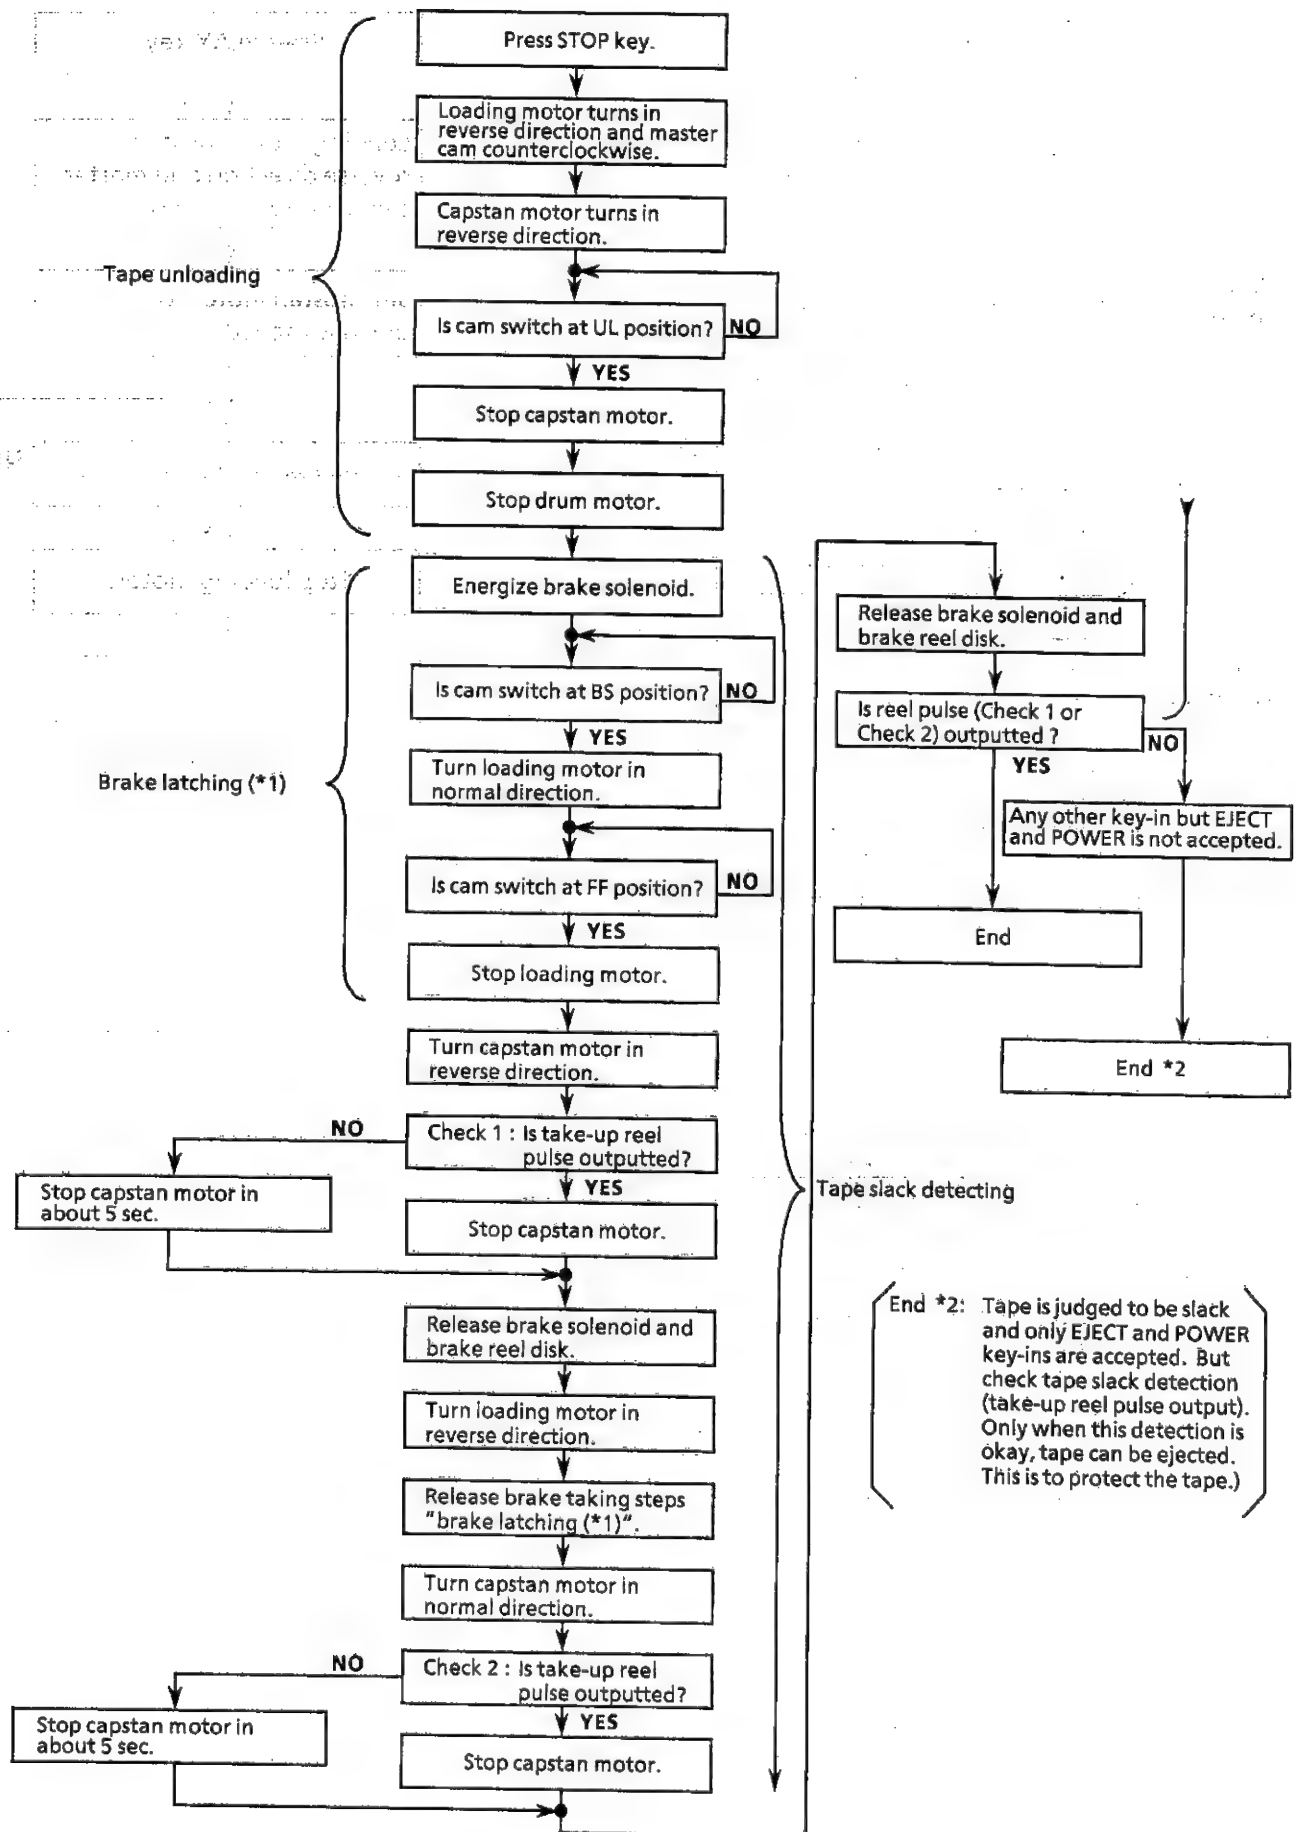 Press STOP key.
Loading motor turns in
reverse direction and master
cam counterclockwise.
Capstan motor turns in
reverse direction.
Tape unloading
Is cam switch at UL position?
NO
YES
Stop capstan motor.
Stop drum motor.
Energize brake solenoid.
Is cam switch at BS position?
NO
YES
Brake latching (*1)
Turn loading motor in
normal direction.
Is cam switch at FF position?
NO
YES
Stop loading motor.
Turn capstan motor in
reverse direction.
Check 1 : Is take-up reel
pulse outputted?
NO
YES
Stop capstan motor in
about 5 sec.
Stop capstan motor.
Release brake solenoid and
brake reel disk.
Turn loading motor in
reverse direction.
Release brake taking steps
"brake latching (*1)".
Turn capstan motor in
normal direction.
Check 2 : Is take-up reel
pulse outputted?
NO
YES
Stop capstan motor in
about 5 sec.
Stop capstan motor.
Tape slack detecting
Release brake solenoid and
brake reel disk.
Is reel pulse (Check 1 or
Check 2) outputted ?
NO
YES
Any other key-in but EJECT
and POWER is not accepted.
End
End *2
End *2: Tape is judged to be slack
and only EJECT and POWER
key-ins are accepted. But
check tape slack detection
(take-up reel pulse output).
Only when this detection is
okay, tape can be ejected.
This is to protect the tape.)